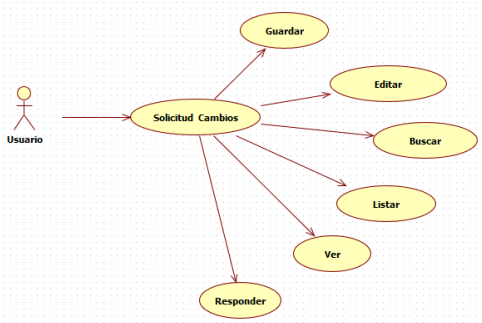 Guardar
Editar
Solicitud Cambios
Usuario
Buscar
Listar
Ver
Responder